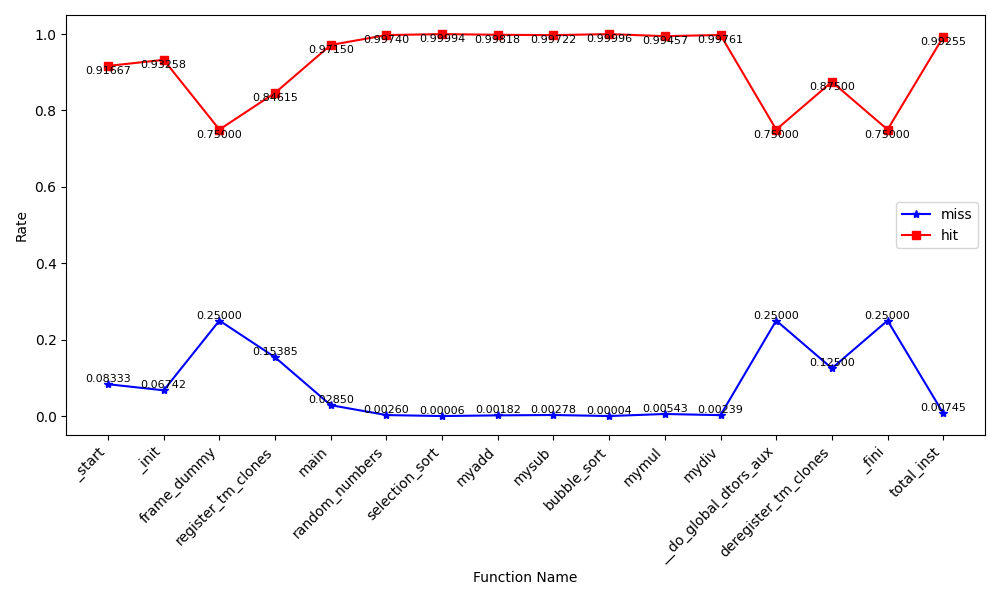 1.0
0.8
0.6
0.4
0.2
0.0
Rate
0.91667
0.93258
0.75000
0.84615
0.97150
0.99740
0.99994
0.99818
0.99722
0.99996
0.99457
0.99761
0.75000
0.87500
0.75000
0.99255
miss
hit
0.08333
0.06742
0.25000
0.15385
0.02850
0.00260
0.00006
0.00182
0.00278
0.00004
0.00543
0.00239
0.25000
0.12500
0.25000
0.00745
_start
_init
frame_dummy
register_tm_clones
main
random_numbers
selection_sort
myadd
mysub
bubble_sort
mymul
mydiv
__do_global_dtors_aux
deregister_tm_clones
_fini
total_inst
Function Name